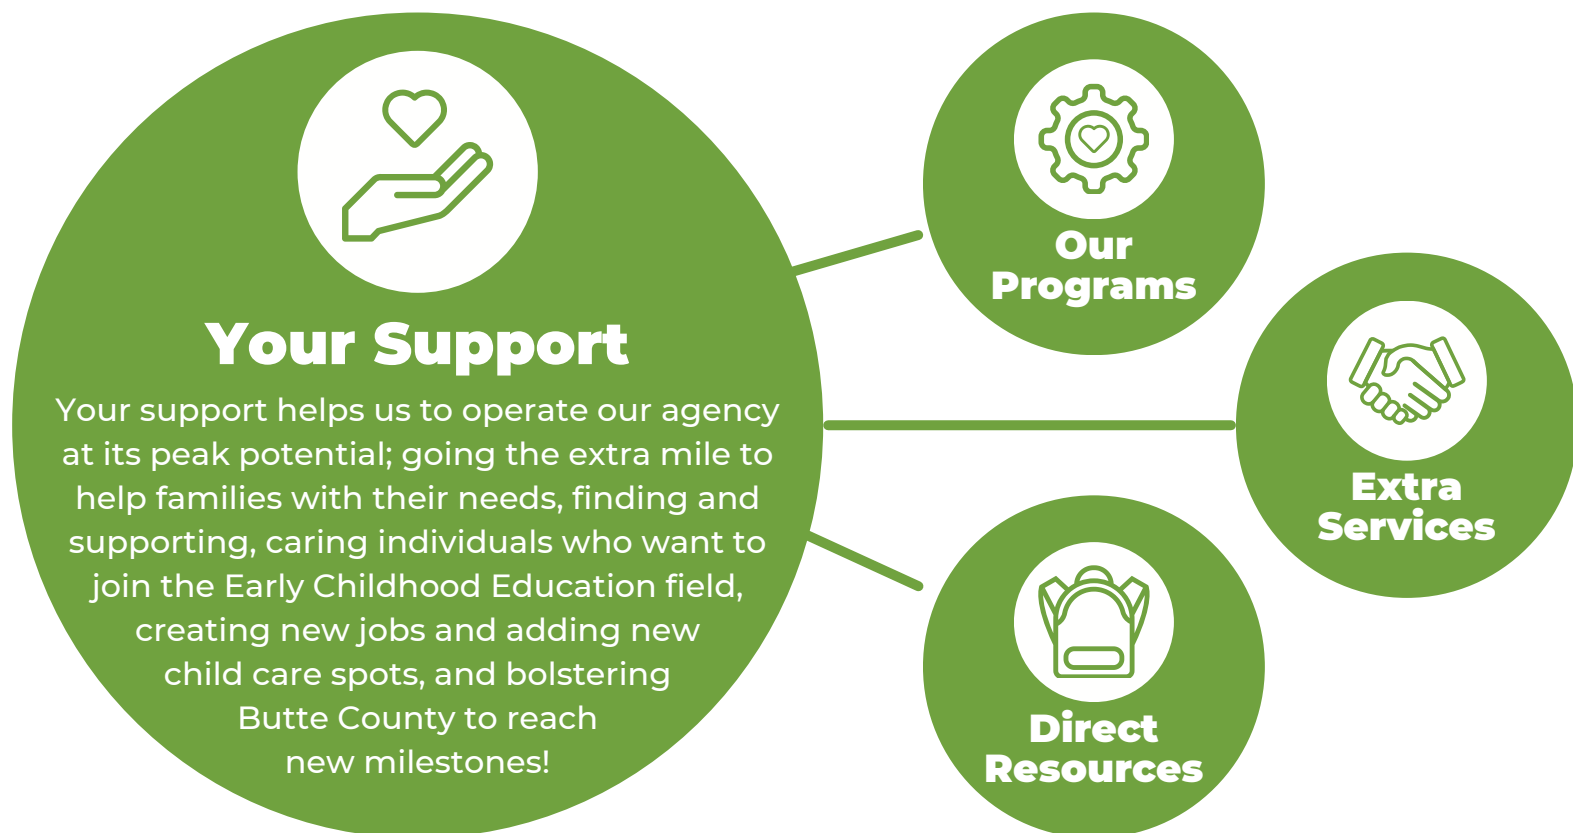 Your Support
Your support helps us to operate our agency
at its peak potential; going the extra mile to
help families with their needs, finding and
supporting, caring individuals who want to
join the Early Childhood Education field,
creating new jobs and adding new
child care spots, and bolstering
Butte County to reach
new milestones!
Our
Programs
Extra
Services
Direct
Resources